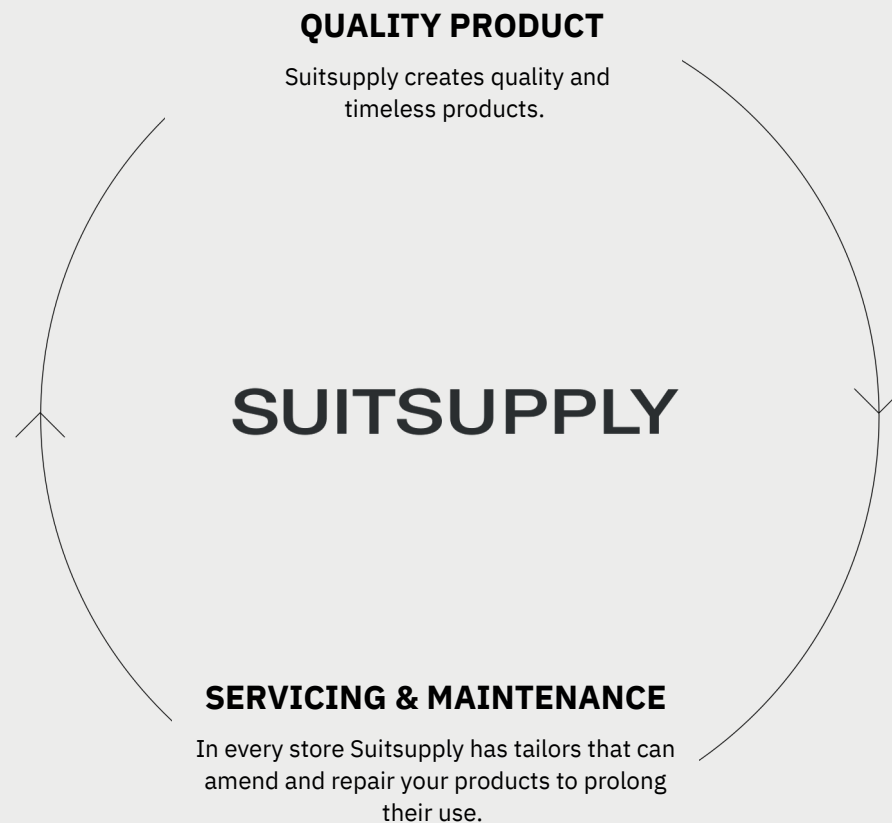 QUALITY PRODUCT
Suitsupply creates quality and
timeless products.
SUITSUPPLY
SERVICING & MAINTENANCE
In every store Suitsupply has tailors that can
amend and repair your products to prolong
their use.